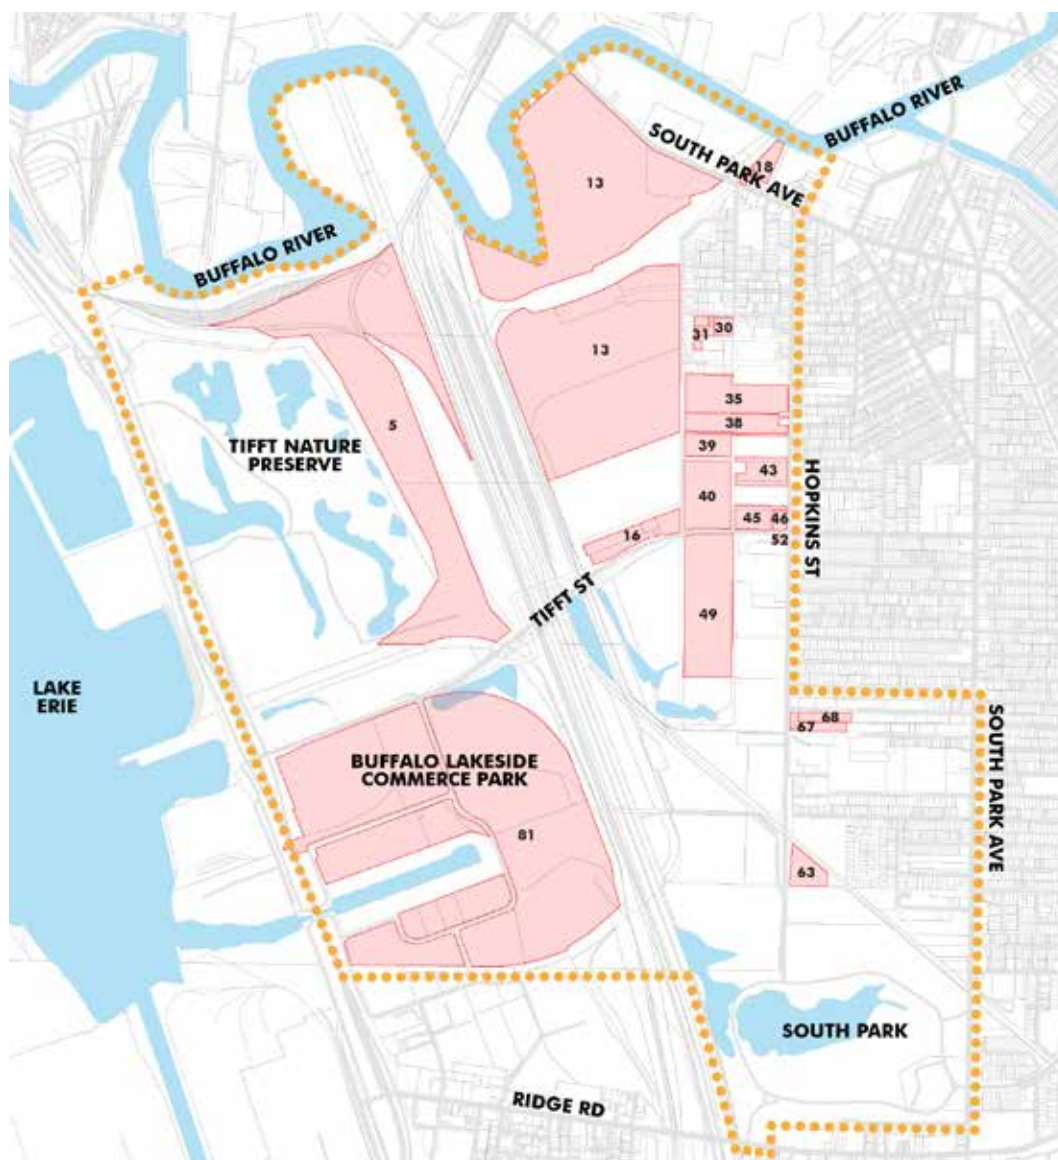 BUFFALO RIVER
SOUTH PARK AVE
18
13
BUFFALO RIVER
31
30
13
35
5
38
TIFFT NATURE
PRESERVE
39
43
HOPKINS ST
40
45
46
16
52
TIFFT ST
49
LAKE
ERIE
68
67
SOUTH PARK AVE
BUFFALO LAKESIDE
COMMERCE PARK
81
63
SOUTH PARK
RIDGE RD